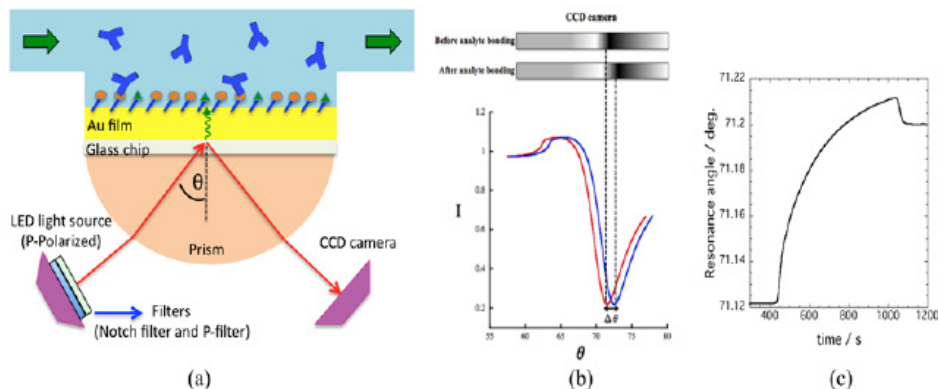 CCD camera
Before analyte bonding
After analyte bonding
Au film
Glass chip
θ
LED light source
(P-Polarized)
Prism
CCD camera
Filters
(Notch filter and P-filter)
(a)
1.2
1
0.8
0.6
0.4
0.2
I
Δ θ
55 60 65 70 75 80
θ
(b)
71.22
71.2
71.18
71.16
71.14
71.12
Resonance angle / deg.
400 600 800 1000 1200
time / s
(c)